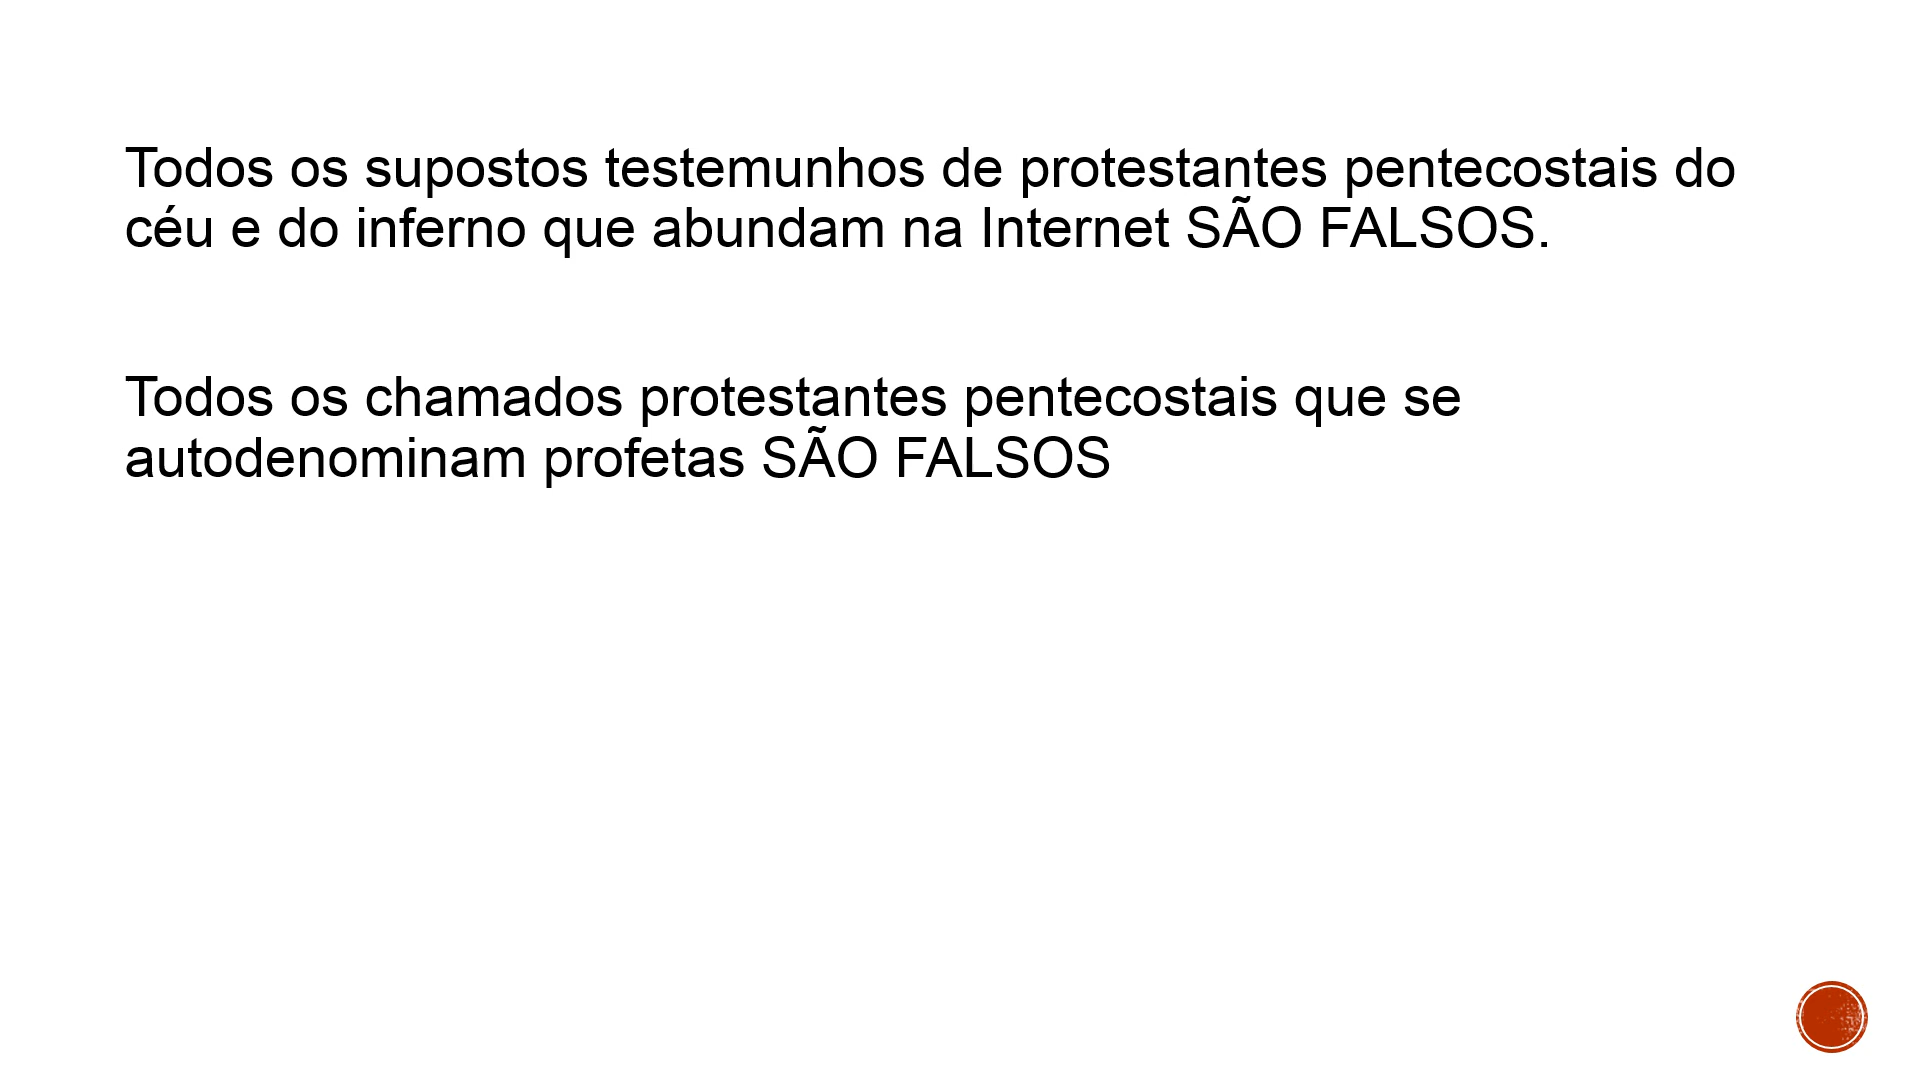 Todos os supostos testemunhos de protestantes pentecostais do
céu e do inferno que abundam na Internet SÃO FALSOS.
Todos os chamados protestantes pentecostais que se
autodenominam profetas SÃO FALSOS